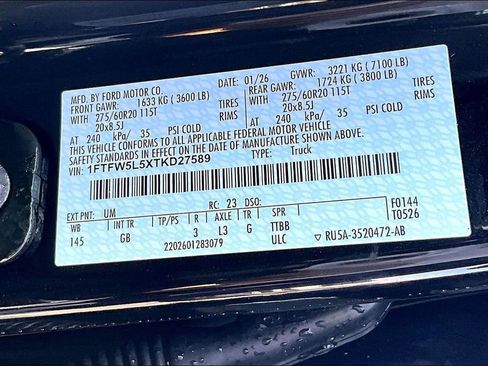 MFD. BY FORD MOTOR CO.
01/26 GVWR: 3221 KG ( 7100 LB)
FRONT GAWR: 1633 KG ( 3600 LB) REAR GAWR: 1724 KG ( 3800 LB)
WITH 275/60R20 115T TIRES WITH 275/60R20 115T TIRES
20x8.5J RIMS 20x8.5J RIMS
AT 240 kPa/ 35 PSI COLD AT 240 kPa/ 35 PSI COLD
THIS VEHICLE CONFORMS TO ALL APPLICABLE FEDERAL MOTOR VEHICLE SAFETY STANDARDS IN
EFFECT ON THE DATE OF MANUFACTURE SHOWN ABOVE.
VIN: 1FTFW5L5XTKD27589
TYPE: Truck
EXT PNT: UM RC: 23 DSO:
WB BRK TP/PS R AXLE TR SPR
145 GB 3 L3 G TTBB
2202601283079 ULC
F0144
T0526
▼ RU5A-3520472-AB